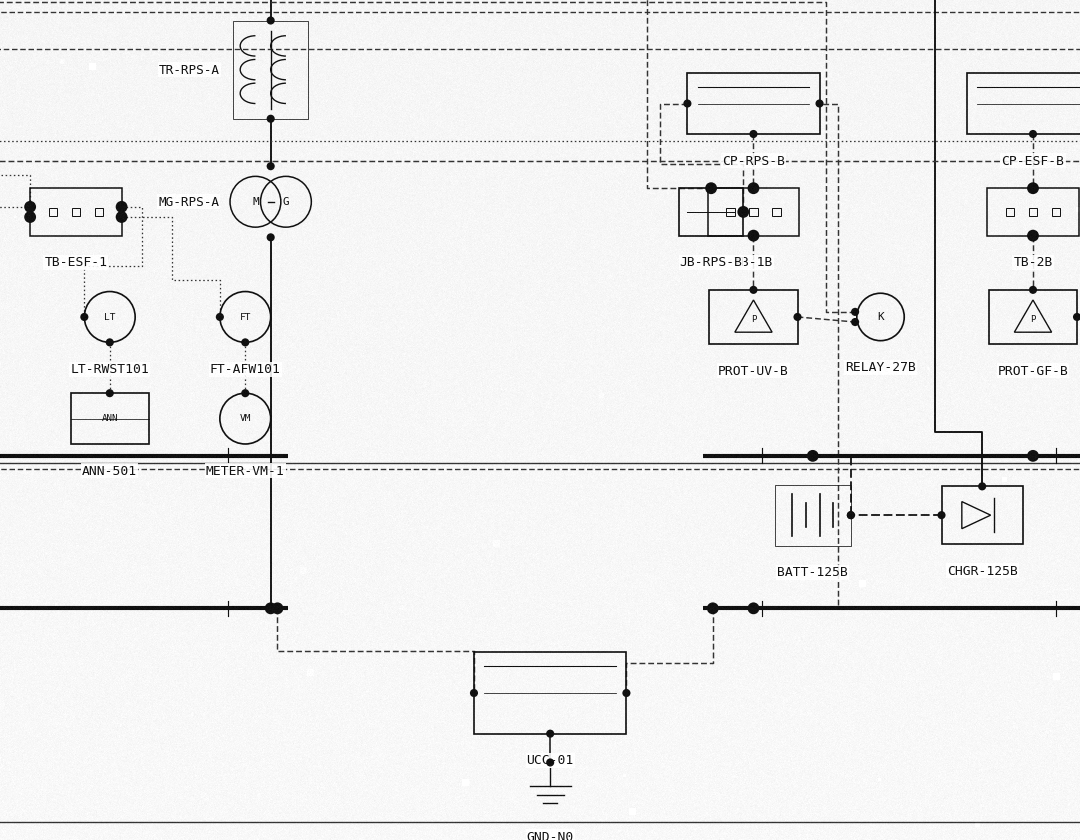 TR-RPS-A
CP-RPS-B
CP-ESF-B
MG-RPS-A
M
G
TB-ESF-1
JB-RPS-B
-1B
TB-2B
LT
FT
P
K
P
LT-RWST101
FT-AFW101
PROT-UV-B
RELAY-27B
PROT-GF-B
ANN
VM
ANN-501
METER-VM-1
BATT-125B
CHGR-125B
UCC-01
GND-N0